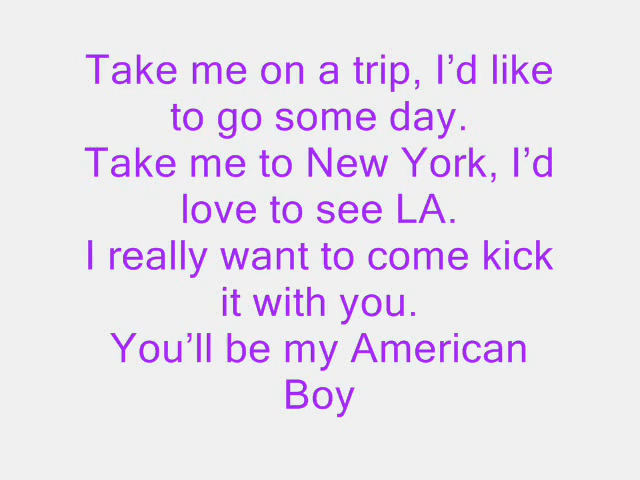 Take me on a trip, I’d like
to go some day.
Take me to New York, I’d
love to see LA.
I really want to come kick
it with you.
You’ll be my American
Boy